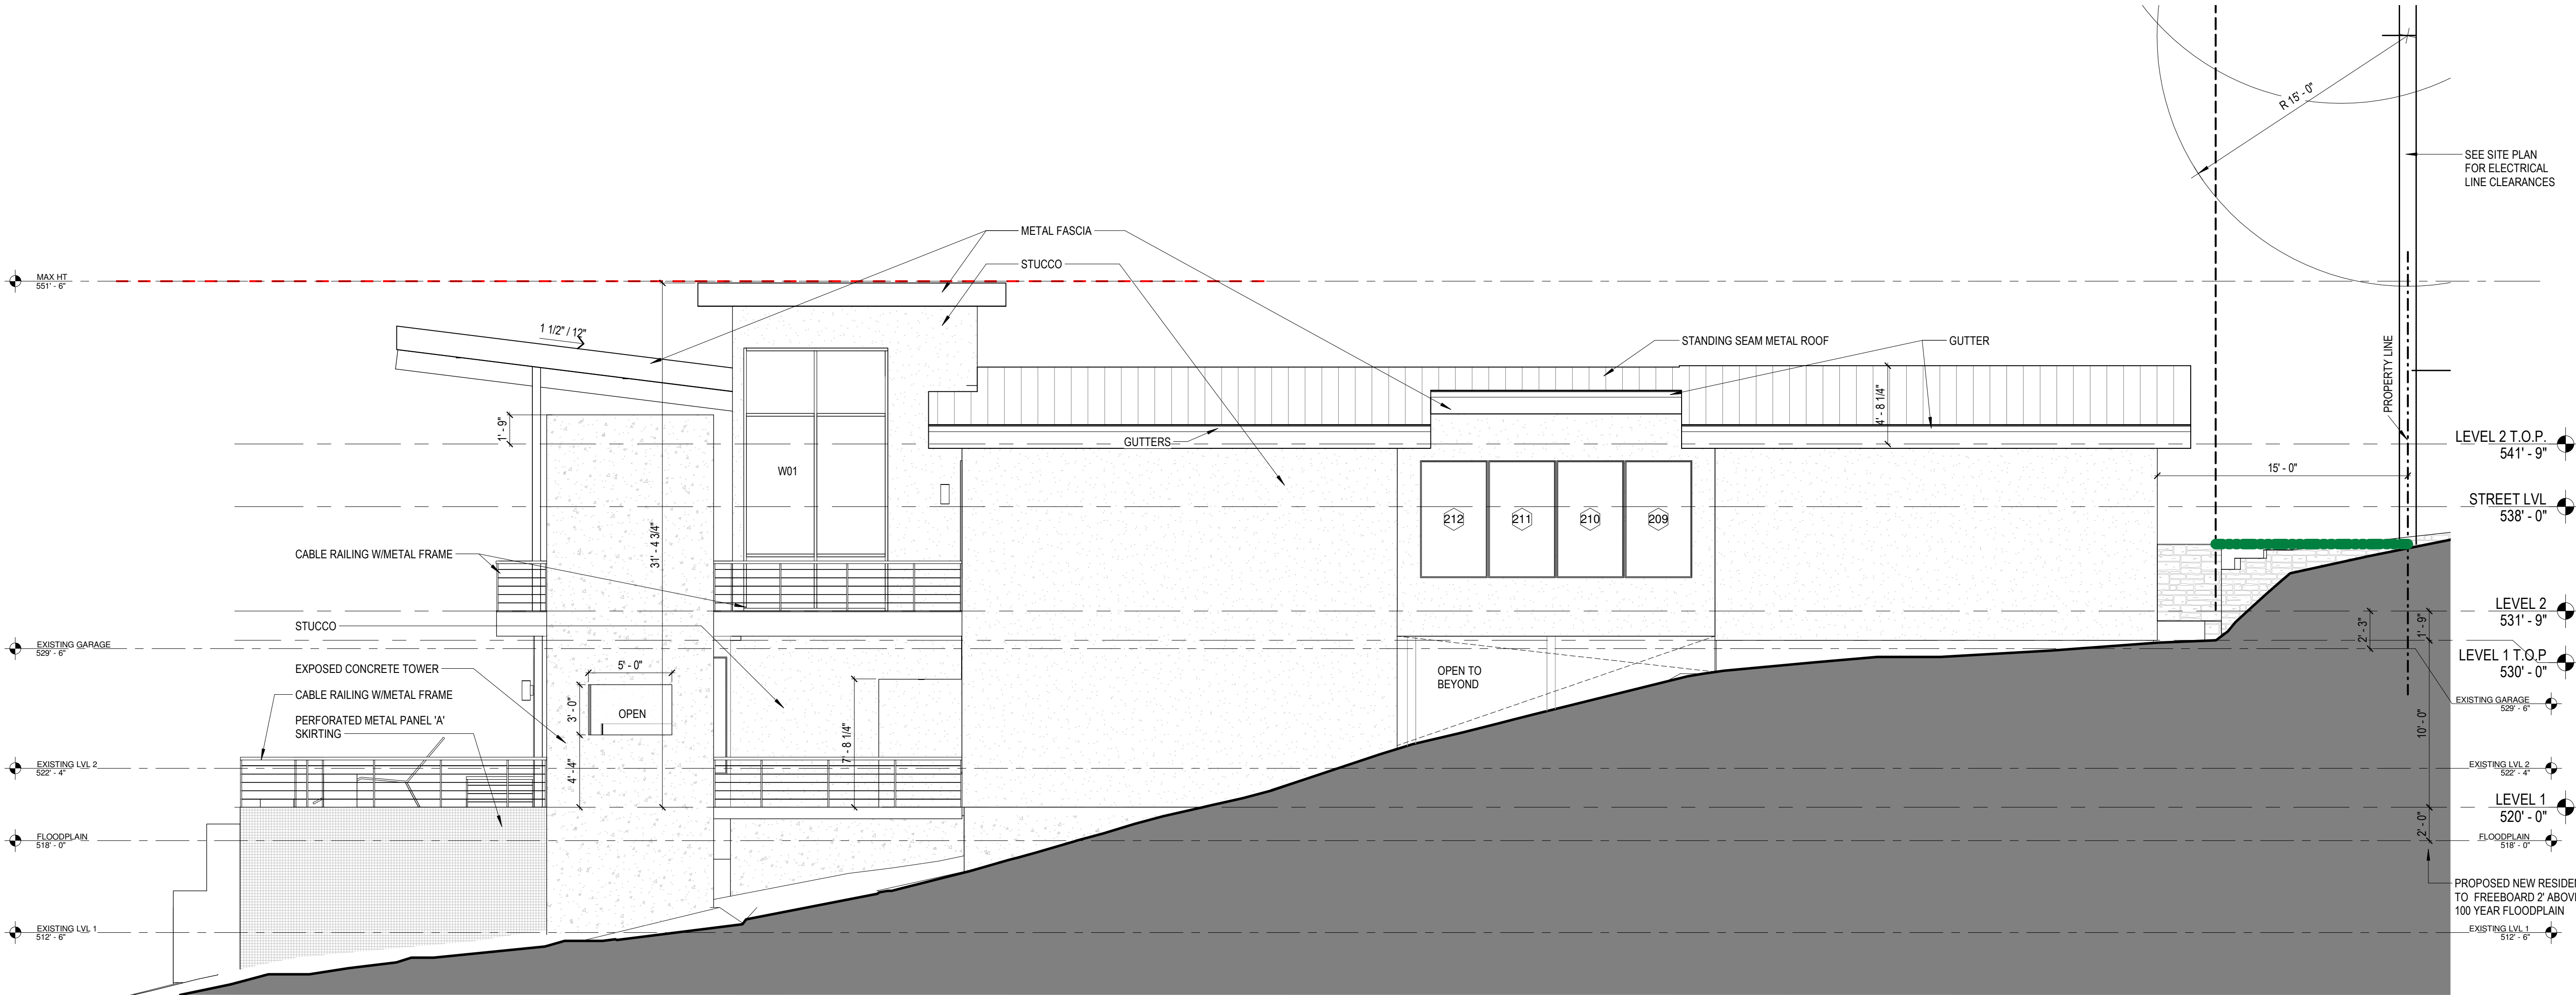 R 15' - 0"
SEE SITE PLAN
FOR ELECTRICAL
LINE CLEARANCES
METAL FASCIA
STUCCO
MAX HT
551' - 6"
1 1/2" / 12"
STANDING SEAM METAL ROOF
GUTTER
PROPERTY LINE
4' - 8 1/4"
1' - 9"
GUTTERS
LEVEL 2 T.O.P.
541' - 9"
W01
15' - 0"
STREET LVL
538' - 0"
212
211
210
209
31' - 4 3/4"
CABLE RAILING W/METAL FRAME
LEVEL 2
531' - 9"
STUCCO
2' - 3"
1' - 9"
EXISTING GARAGE
529' - 6"
LEVEL 1 T.O.P
530' - 0"
EXPOSED CONCRETE TOWER
5' - 0"
OPEN TO
BEYOND
CABLE RAILING W/METAL FRAME
EXISTING GARAGE
529' - 6"
3' - 0"
OPEN
PERFORATED METAL PANEL 'A'
SKIRTING
10' - 0"
7' - 8 1/4"
EXISTING LVL 2
522' - 4"
4' - 4"
EXISTING LVL 2
522' - 4"
LEVEL 1
520' - 0"
2' - 0"
FLOODPLAIN
518' - 0"
FLOODPLAIN
518' - 0"
PROPOSED NEW RESIDE
TO FREEBOARD 2' ABOV
100 YEAR FLOODPLAIN
EXISTING LVL 1
512' - 6"
EXISTING LVL 1
512' - 6"